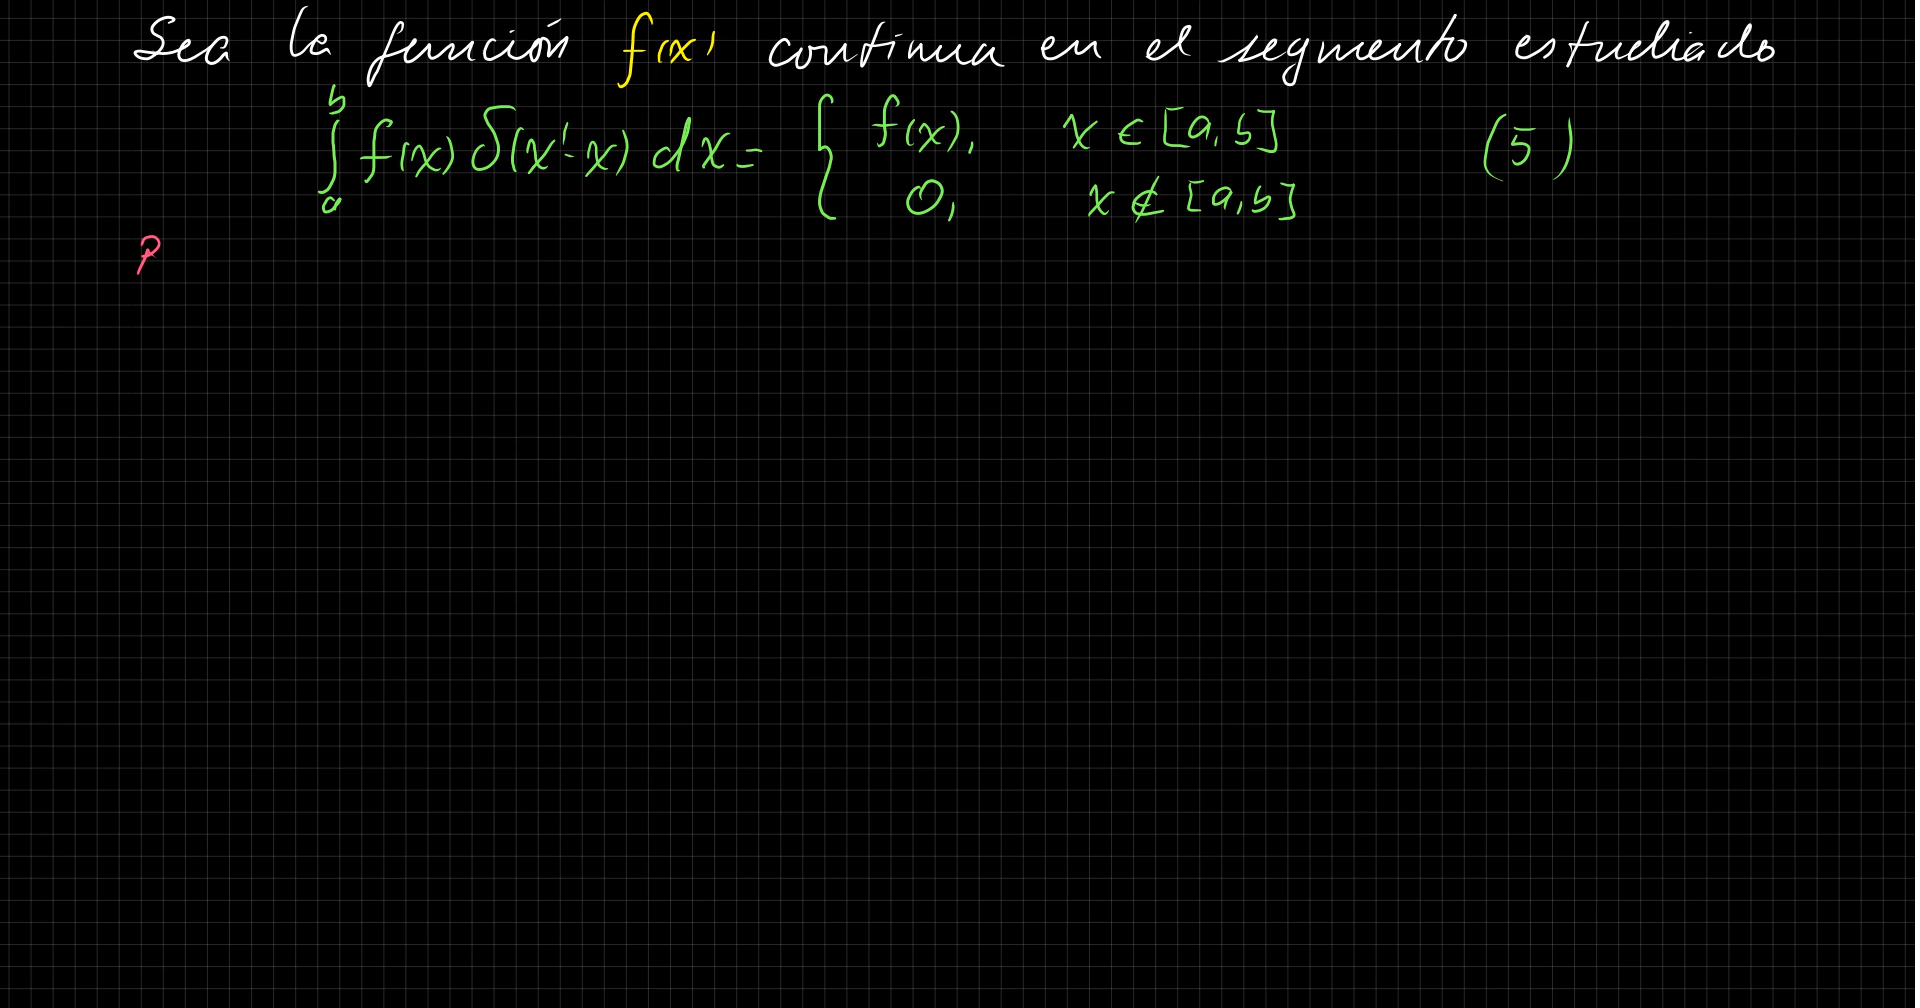 Sea la función f(x) continua en el segmento estudiado
∫ₐᵇ f(x) δ(x'-x) dx = { f(x), x ∈ [a,b] (5)
0, x ∉ [a,b]
P